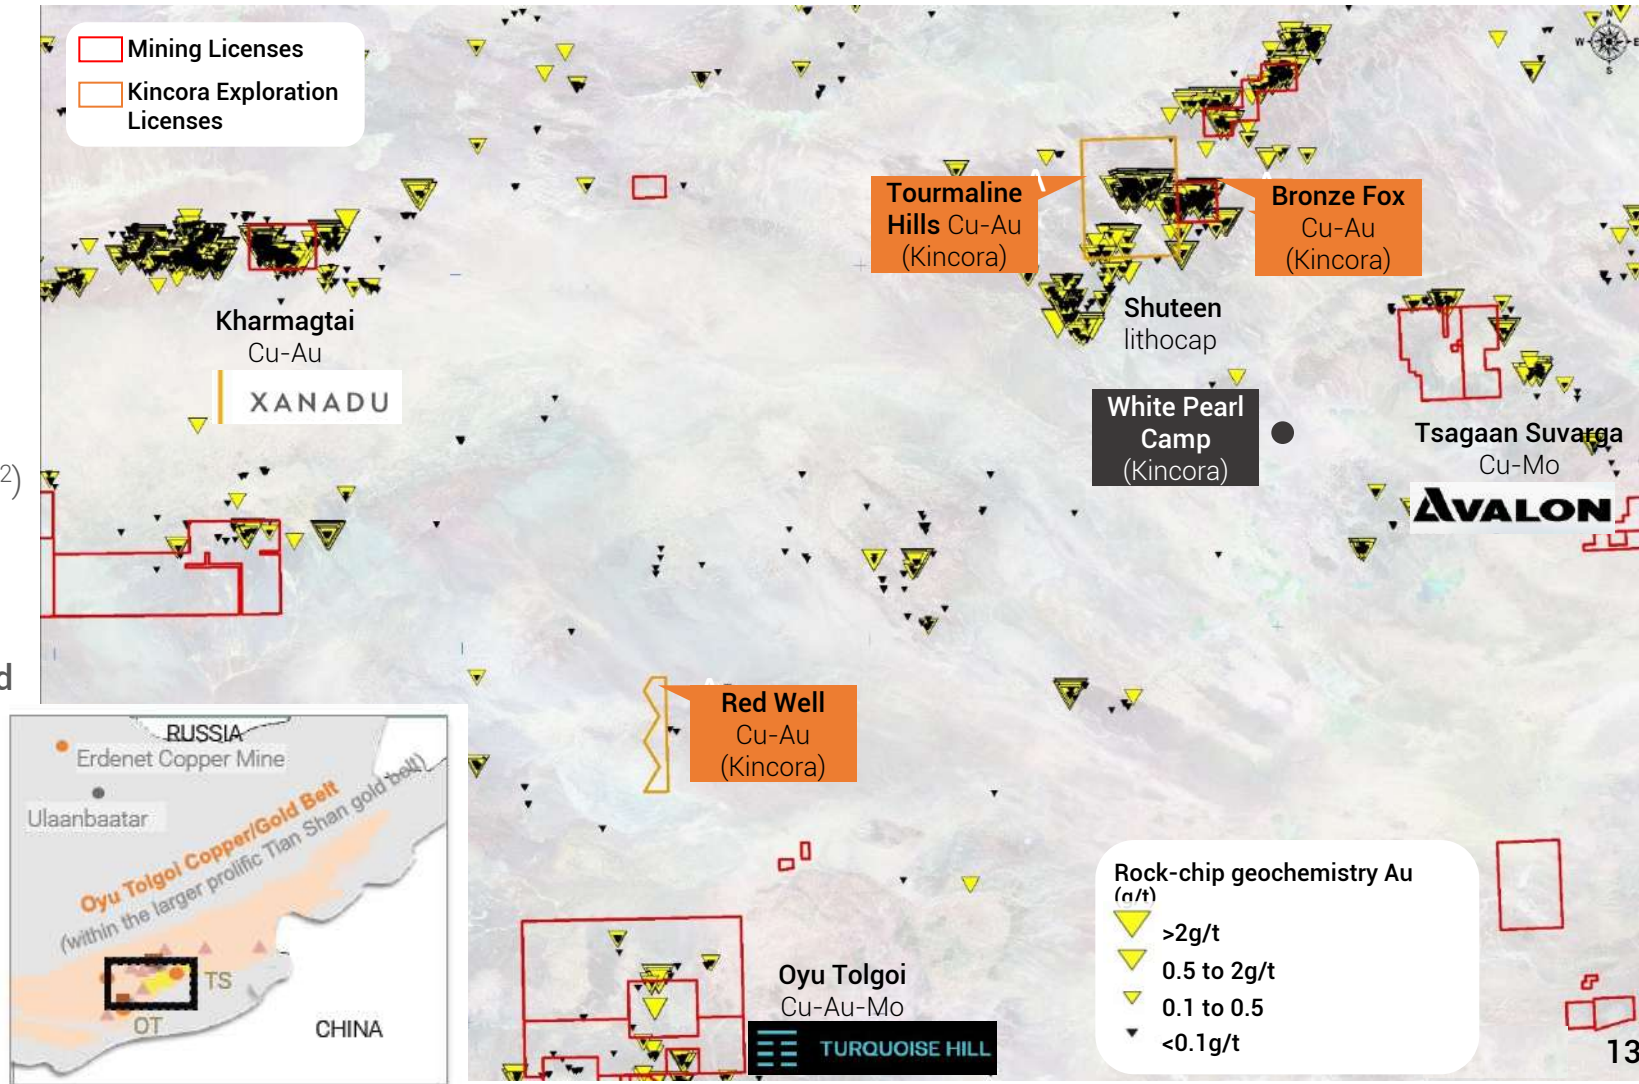 Mining Licenses
Kincora Exploration
Licenses
N
W
E
S
Tourmaline
Hills Cu-Au
(Kincora)
Bronze Fox
Cu-Au
(Kincora)
Kharmagtai
Cu-Au
XANADU
Shuteen
lithocap
White Pearl
Camp
(Kincora)
Tsagaan Suvarga
Cu-Mo
AVALON
2)
d
Red Well
Cu-Au
(Kincora)
RUSSIA
Erdenet Copper Mine
Ulaanbaatar
Oyu Tolgoi Copper/Gold Belt
(within the larger prolific Tian Shan gold belt)
TS
OT
CHINA
Oyu Tolgoi
Cu-Au-Mo
TURQUOISE HILL
Rock-chip geochemistry Au
(g/t)
>2g/t
0.5 to 2g/t
0.1 to 0.5
<0.1g/t
13